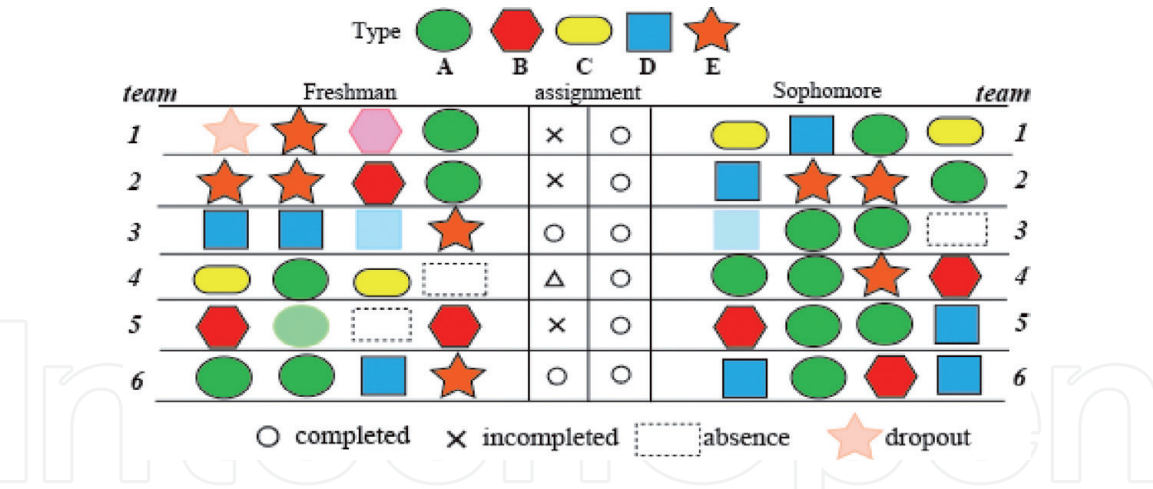 Type
A B C D E
team Freshman assignment Sophomore team
1 × ○ 1
2 × ○ 2
3 ○ ○ 3
4 △ ○ 4
5 × ○ 5
6 ○ ○ 6
○ completed × incompleted absence dropout
IntechOpen